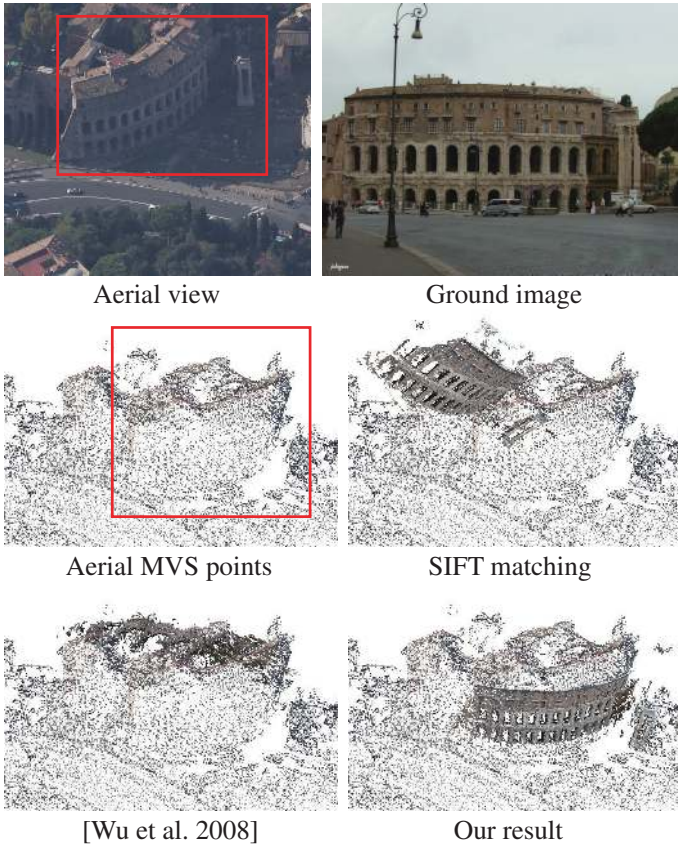 Aerial view
Ground image
Aerial MVS points
SIFT matching
[Wu et al. 2008]
Our result